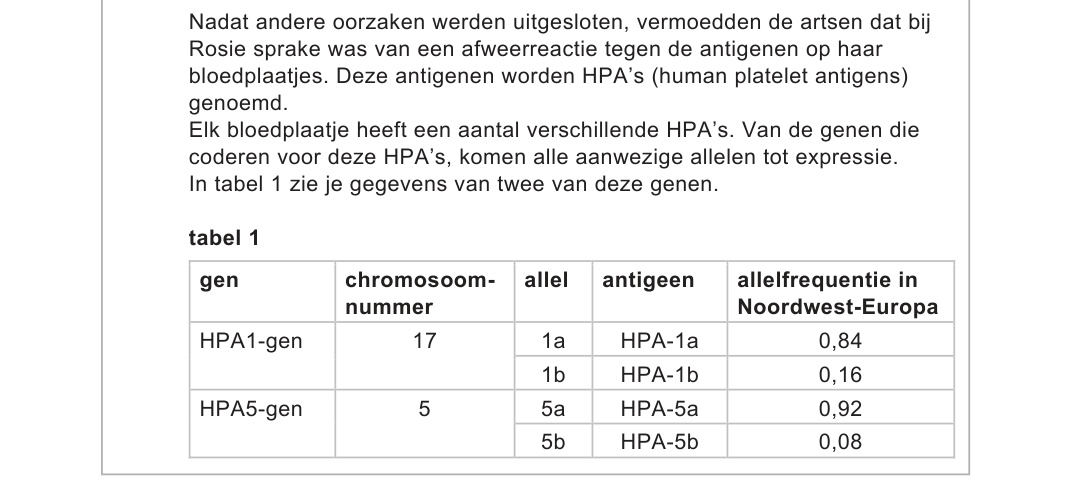 Nadat andere oorzaken werden uitgesloten, vermoedden de artsen dat bij
Rosie sprake was van een afweerreactie tegen de antigenen op haar
bloedplaatjes. Deze antigenen worden HPA’s (human platelet antigens)
genoemd.
Elk bloedplaatje heeft een aantal verschillende HPA’s. Van de genen die
coderen voor deze HPA’s, komen alle aanwezige allelen tot expressie.
In tabel 1 zie je gegevens van twee van deze genen.
tabel 1
gen chromosoom- allel antigeen allelfrequentie in
nummer Noordwest-Europa
HPA1-gen 17 1a HPA-1a 0,84
1b HPA-1b 0,16
HPA5-gen 5 5a HPA-5a 0,92
5b HPA-5b 0,08